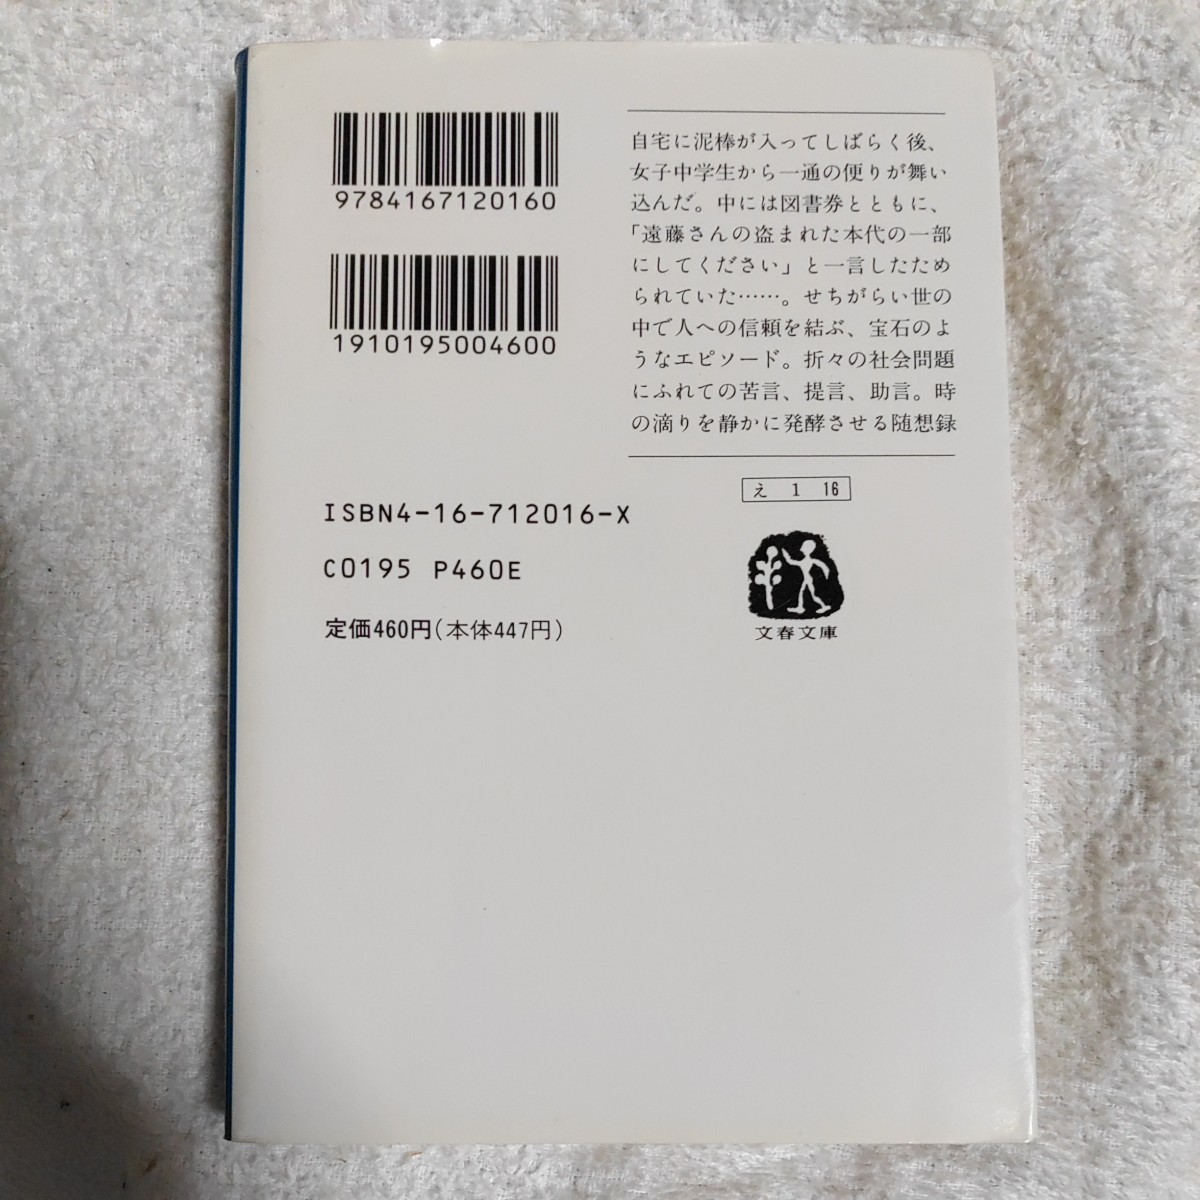 9784167120160
1910195004600
ISBN4-16-712016-X
C0195 P460E
定価460円(本体447円)
自宅に泥棒が入ってしばらく後、
女子中学生から一通の便りが舞い
込んだ。中には図書券とともに、
「遠藤さんの盗まれた本代の一部
にしてください」と一言したため
られていた……。せちがらい世の
中で人への信頼を結ぶ、宝石のよ
うなエピソード。折々の社会問題
にふれての苦言、提言、助言。時
の滴りを静かに発酵させる随想録
え 1 16
文春文庫